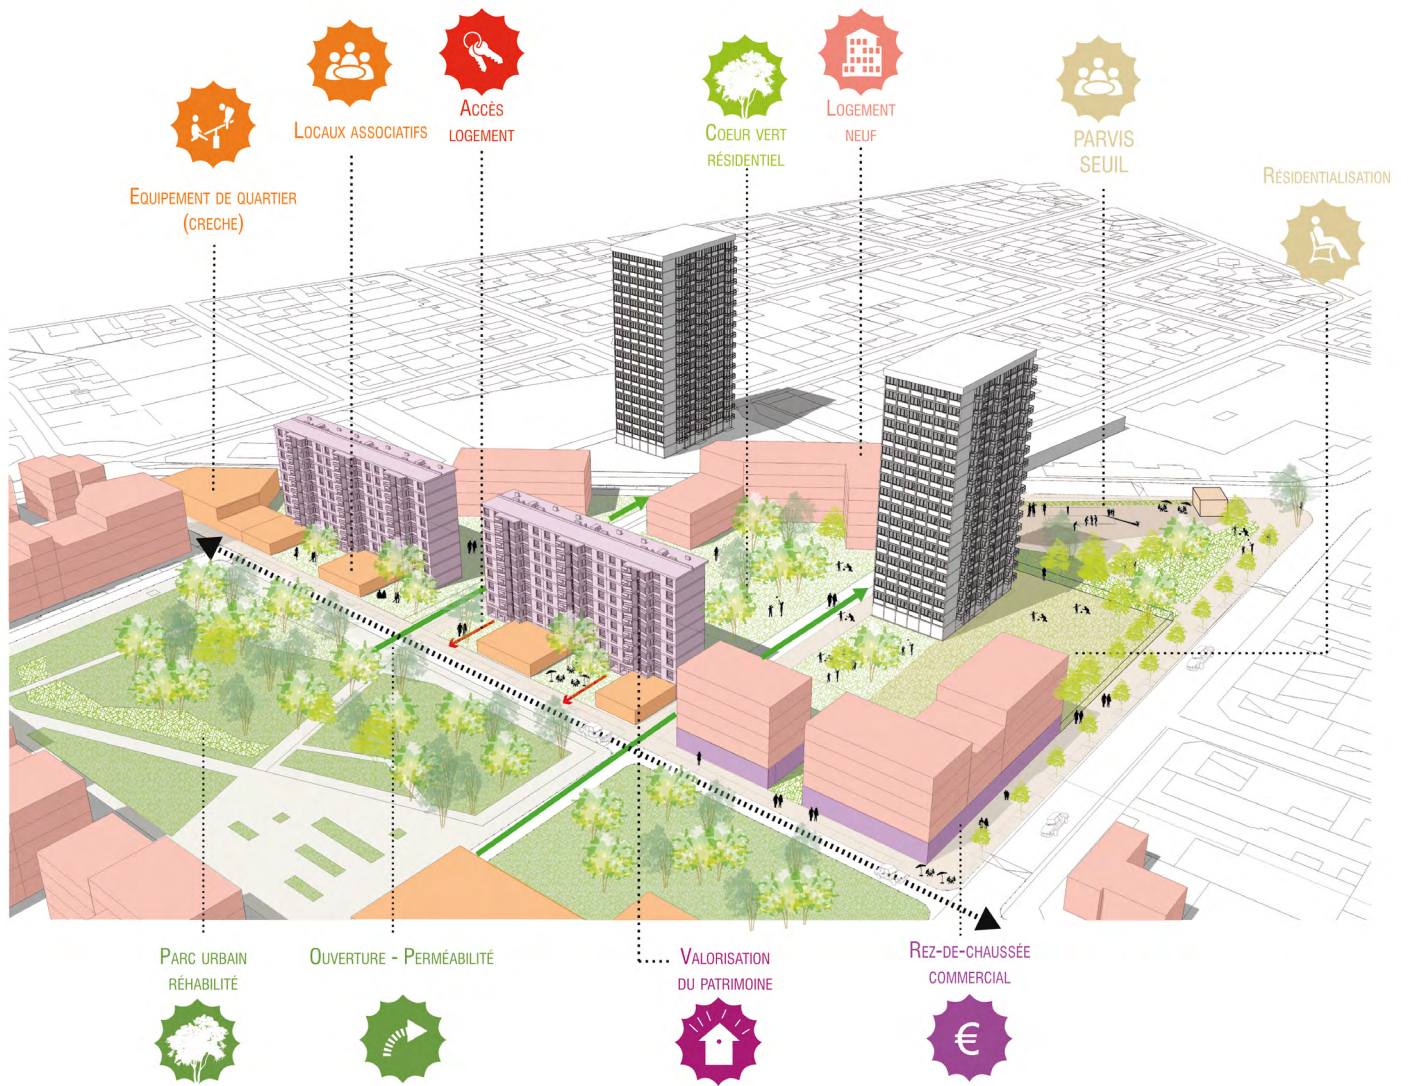 ACCÈS
LOGEMENT
LOCAUX ASSOCIATIFS
EQUIPEMENT DE QUARTIER
(CRECHE)
COEUR VERT
RÉSIDENTIEL
LOGEMENT
NEUF
PARVIS
SEUIL
RÉSIDENTIALISATION
PARC URBAIN
RÉHABILITÉ
OUVERTURE - PERMÉABILITÉ
VALORISATION
DU PATRIMOINE
REZ-DE-CHAUSSÉE
COMMERCIAL
€